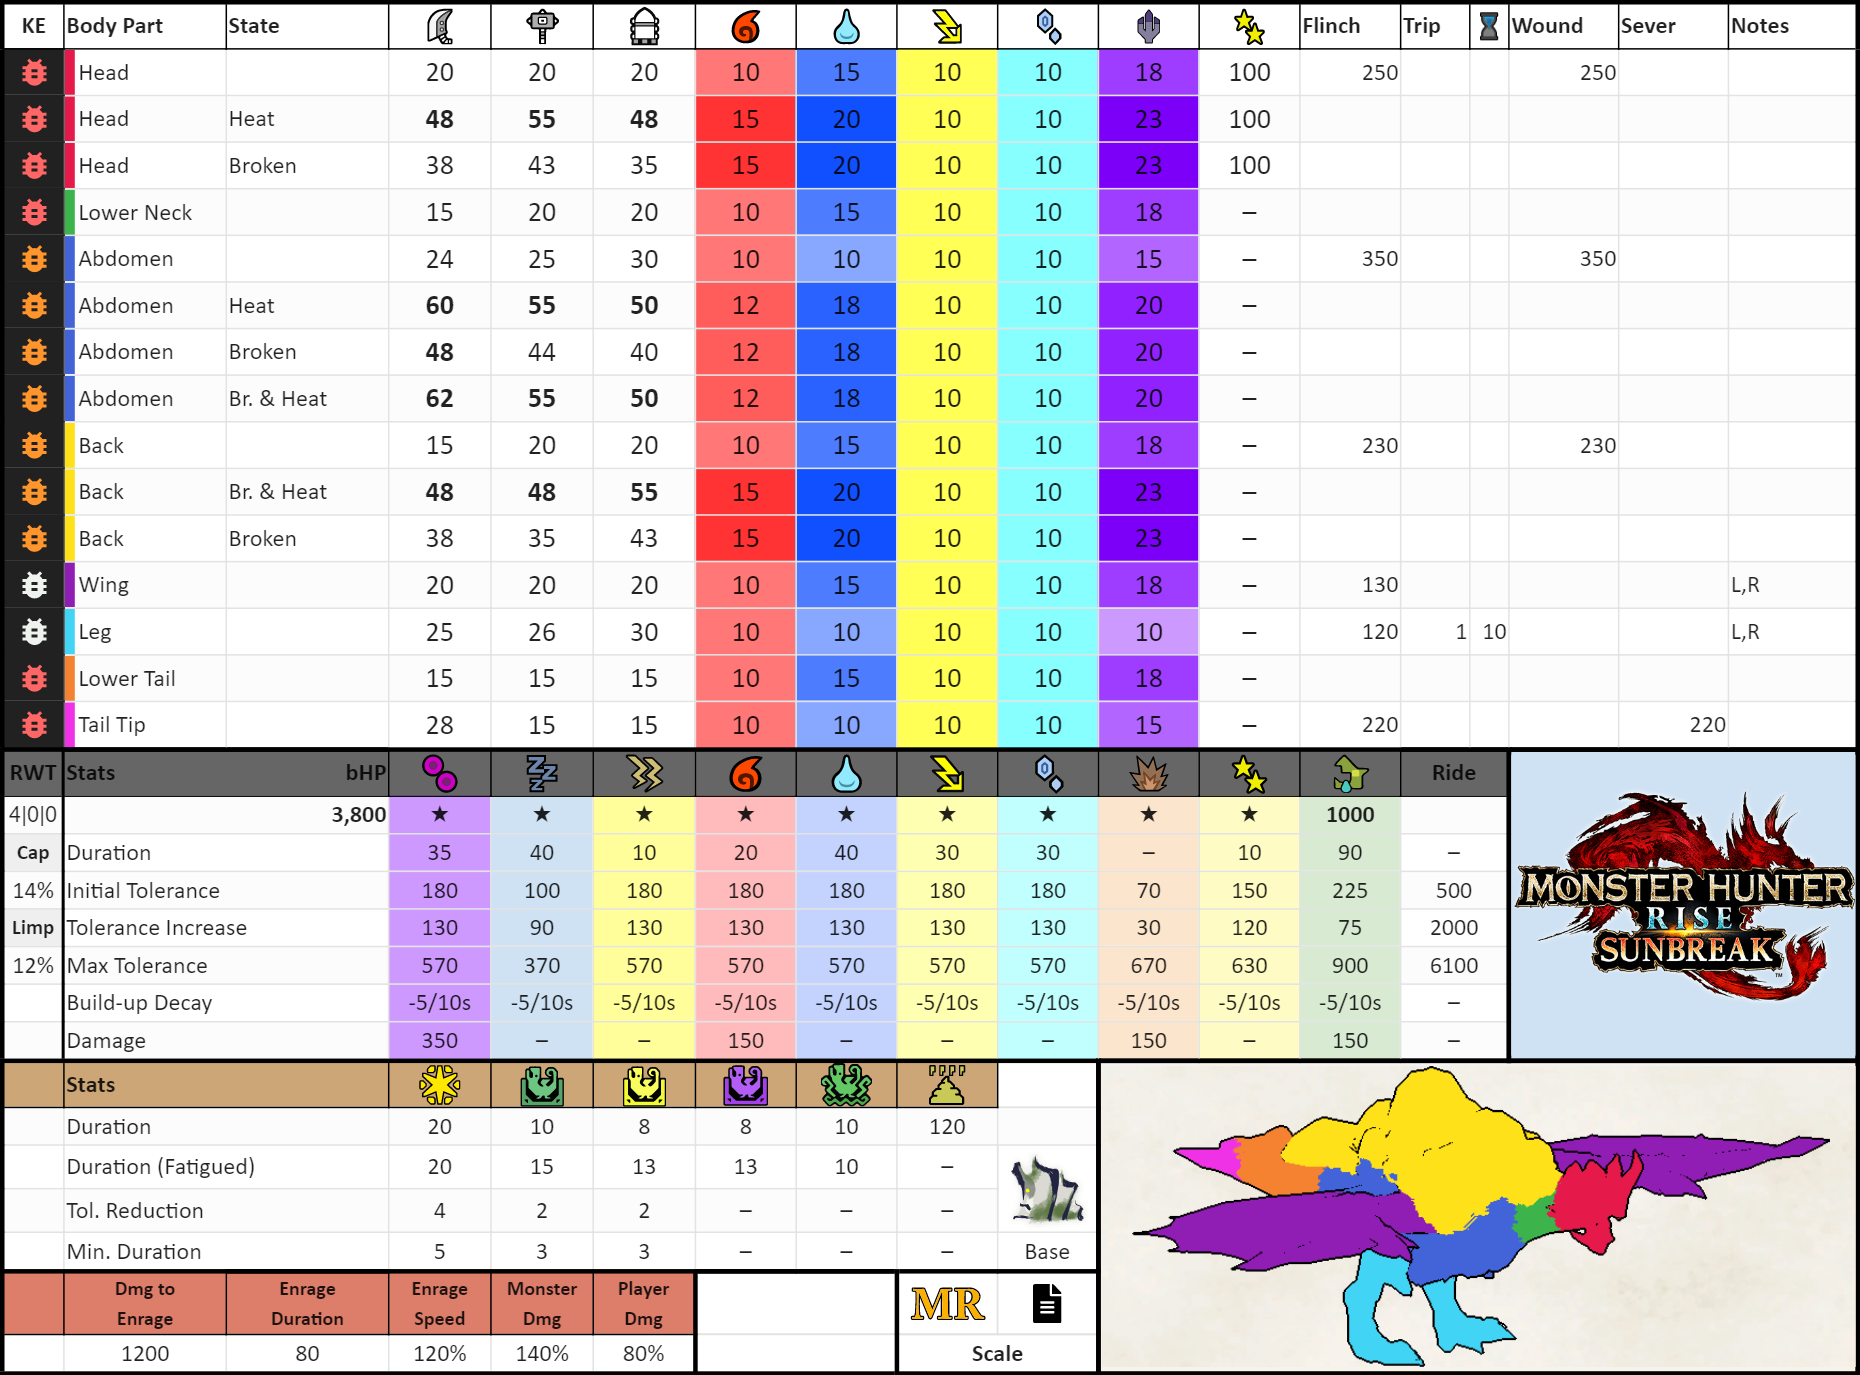 KE Body Part State Flinch Trip Wound Sever Notes
Head 20 20 20 10 15 10 10 18 100 250 250
Head Heat 48 55 48 15 20 10 10 23 100
Head Broken 38 43 35 15 20 10 10 23 100
Lower Neck 15 20 20 10 15 10 10 18 –
Abdomen 24 25 30 10 10 10 10 15 – 350 350
Abdomen Heat 60 55 50 12 18 10 10 20 –
Abdomen Broken 48 44 40 12 18 10 10 20 –
Abdomen Br. & Heat 62 55 50 12 18 10 10 20 –
Back 15 20 20 10 15 10 10 18 – 230 230
Back Br. & Heat 48 48 55 15 20 10 10 23 –
Back Broken 38 35 43 15 20 10 10 23 –
Wing 20 20 20 10 15 10 10 18 – 130 L,R
Leg 25 26 30 10 10 10 10 10 – 120 1 10 L,R
Lower Tail 15 15 15 10 15 10 10 18 –
Tail Tip 28 15 15 10 10 10 10 15 – 220 220
RWT Stats bHP Ride
4|0|0 3,800 ★ ★ ★ ★ ★ ★ ★ ★ ★ 1000
Cap Duration 35 40 10 20 40 30 30 – 10 90 –
14% Initial Tolerance 180 100 180 180 180 180 180 70 150 225 500
Limp Tolerance Increase 130 90 130 130 130 130 130 30 120 75 2000
12% Max Tolerance 570 370 570 570 570 570 570 670 630 900 6100
Build-up Decay -5/10s -5/10s -5/10s -5/10s -5/10s -5/10s -5/10s -5/10s -5/10s -5/10s –
Damage 350 – – 150 – – – 150 – 150 –
MONSTER HUNTER
RISE
SUNBREAK
™
Stats
Duration 20 10 8 8 10 120
Duration (Fatigued) 20 15 13 13 10 –
Tol. Reduction 4 2 2 – – –
Min. Duration 5 3 3 – – – Base
Dmg to Enrage Enrage Monster Player
Enrage Duration Speed Dmg Dmg
MR
1200 80 120% 140% 80% Scale